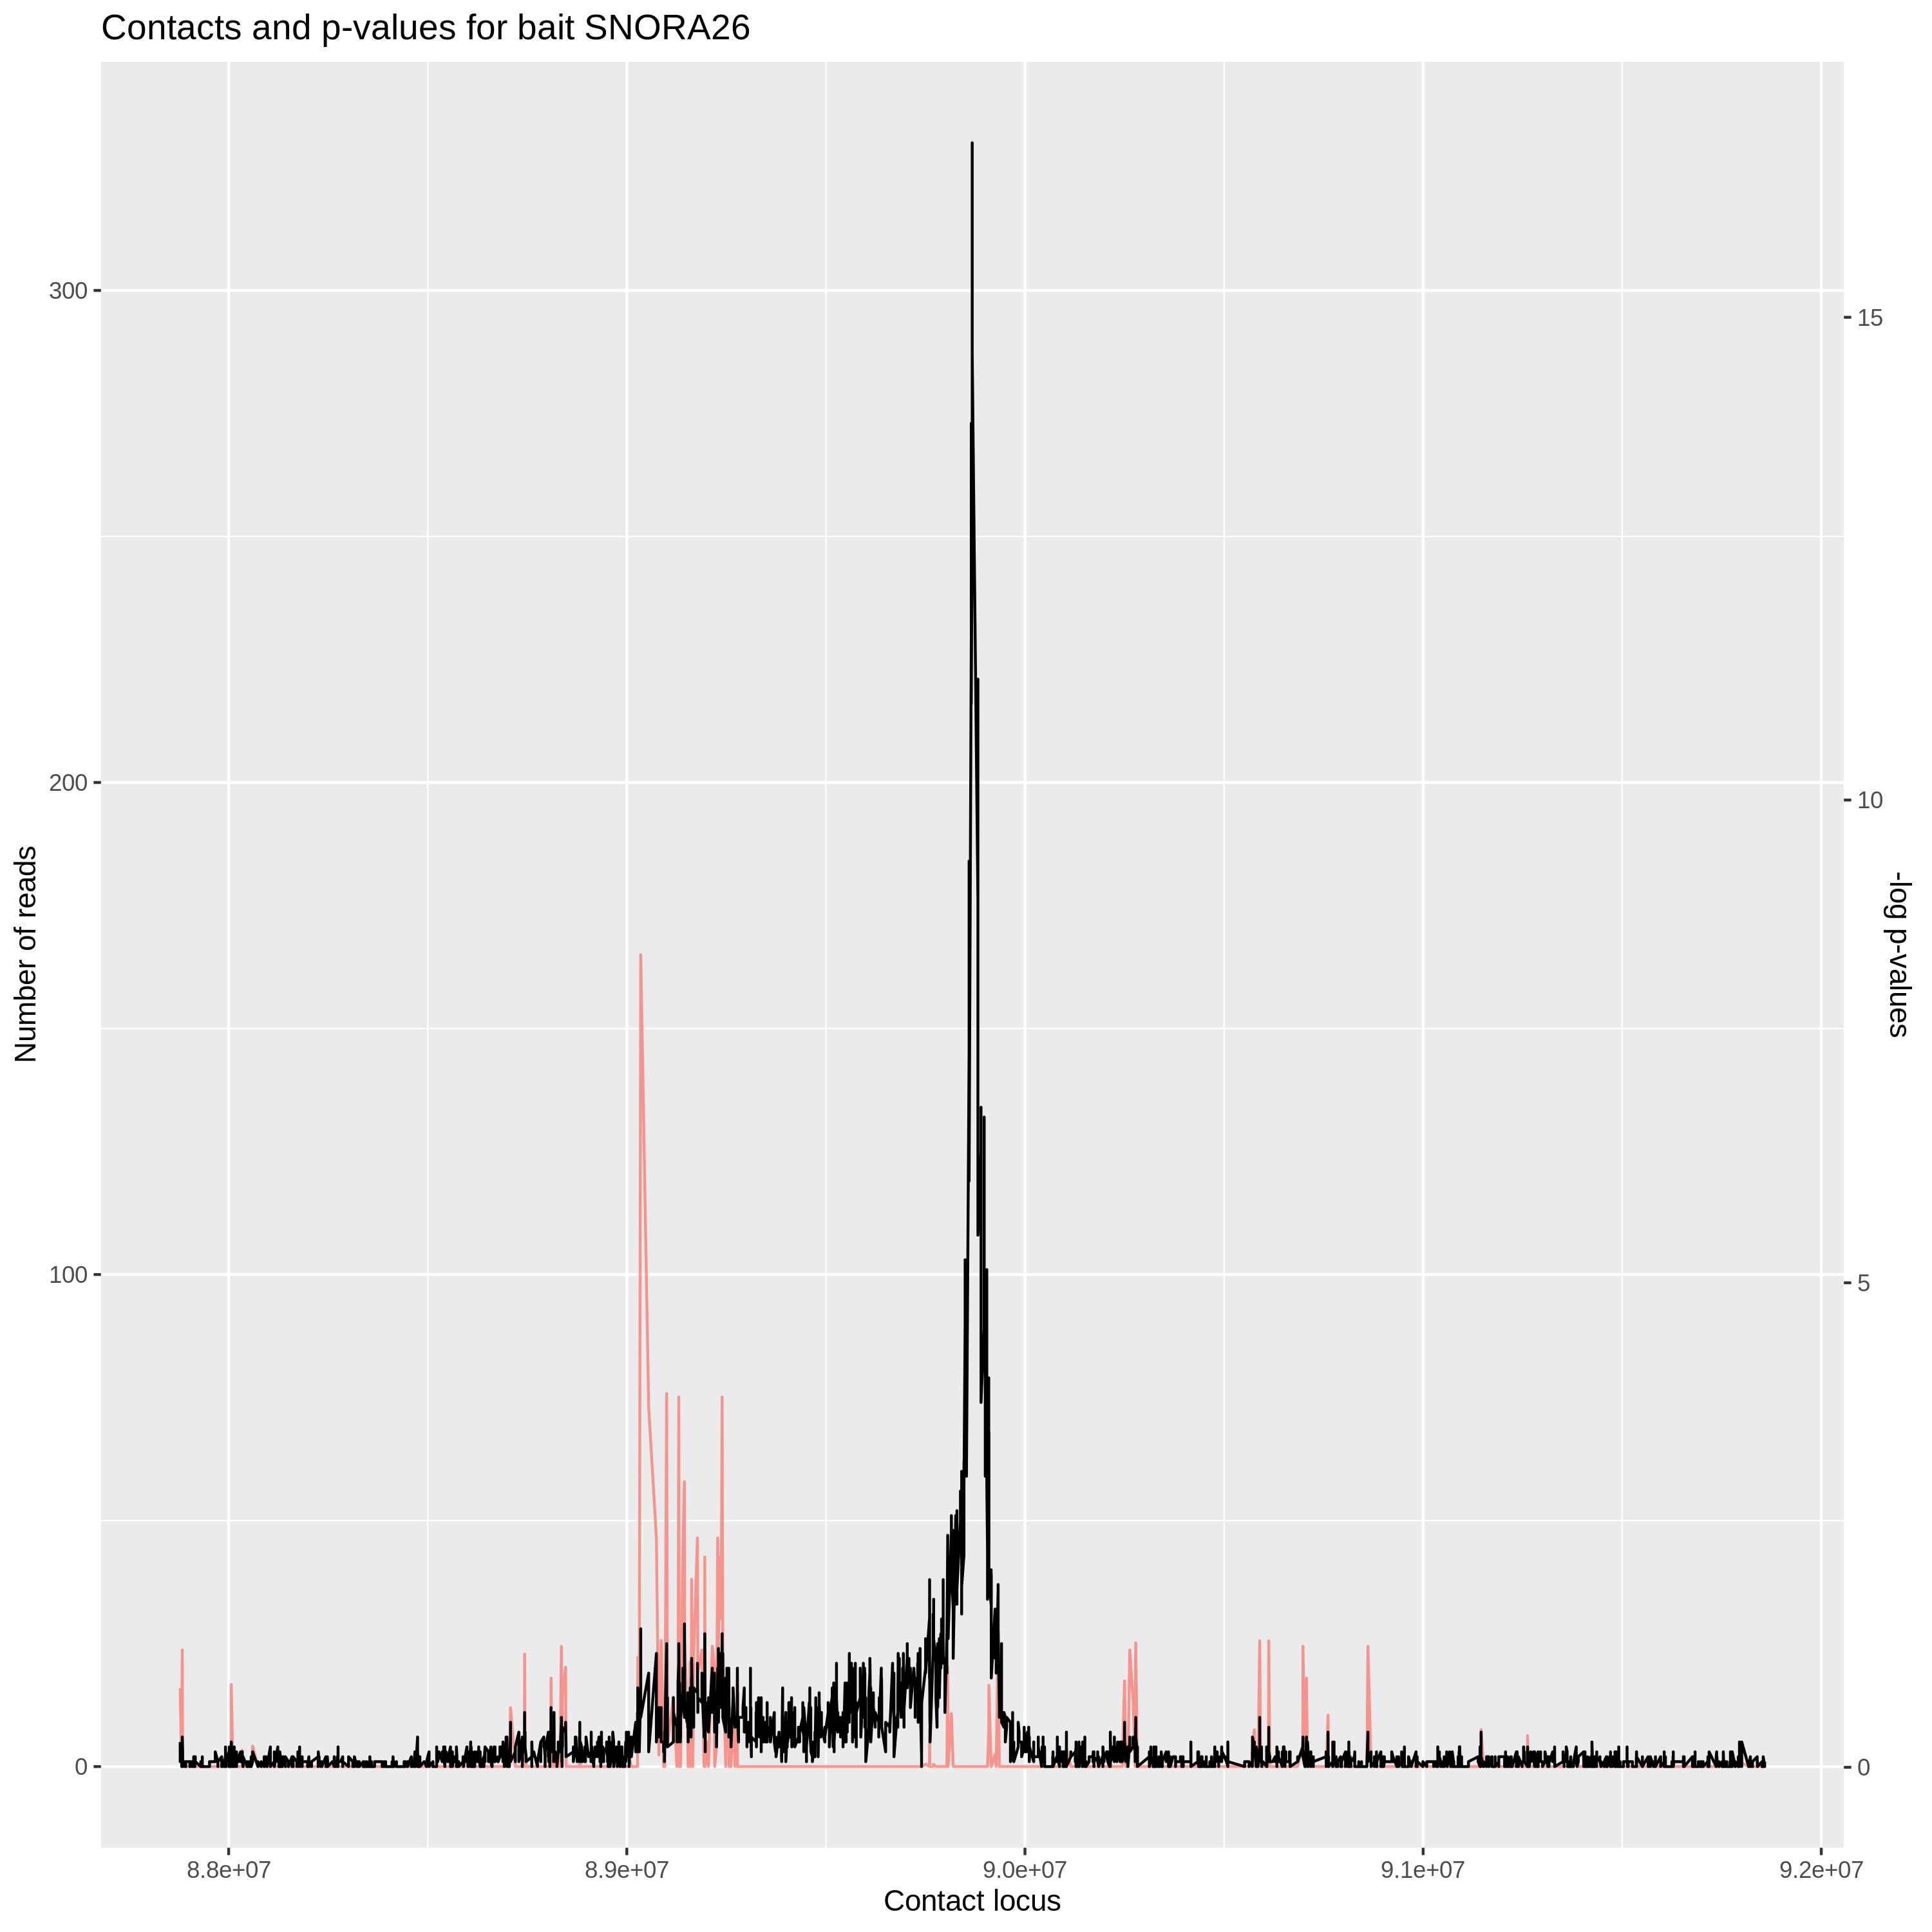 Contacts and p-values for bait SNORA26
Number of reads
300
200
100
0
15
10
5
0
-log p-values
8.8e+07 8.9e+07 9.0e+07 9.1e+07 9.2e+07
Contact locus